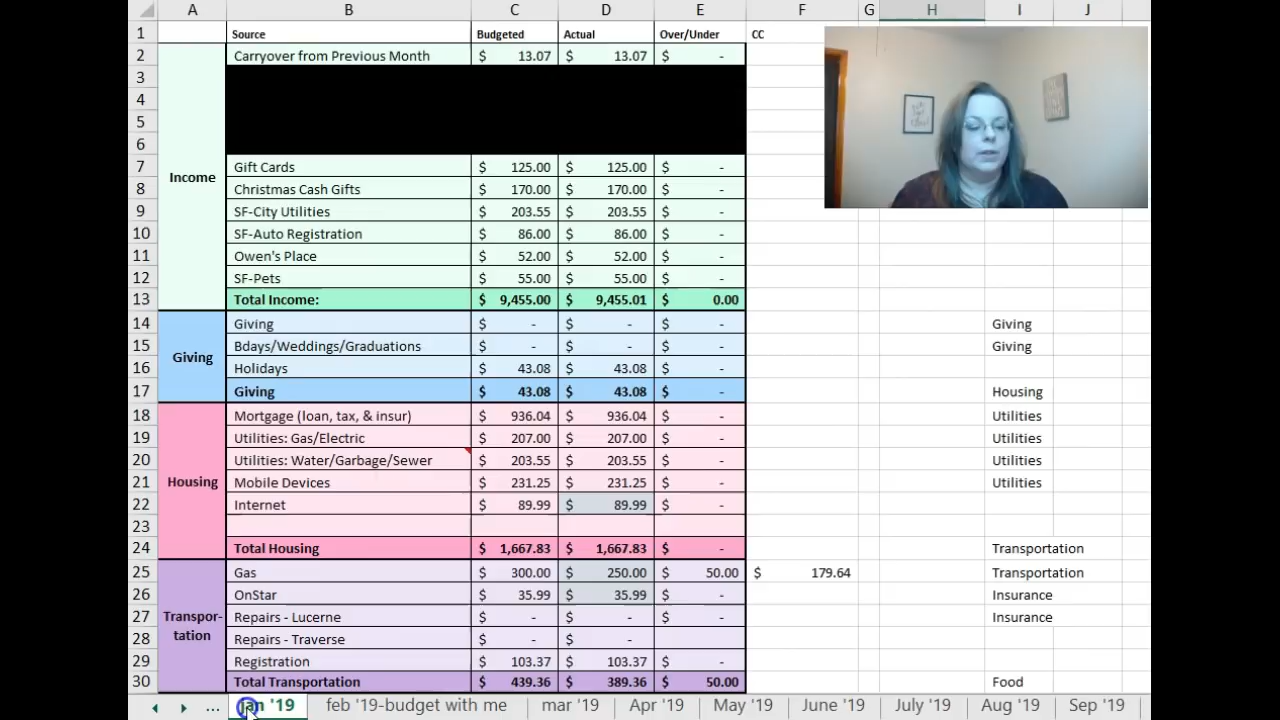 A B C D E F G H I J
1 Source Budgeted Actual Over/Under CC
2 Carryover from Previous Month $ 13.07 $ 13.07 $ -
3
4
5
6
7 Gift Cards $ 125.00 $ 125.00 $ -
Income
8 Christmas Cash Gifts $ 170.00 $ 170.00 $ -
9 SF-City Utilities $ 203.55 $ 203.55 $ -
10 SF-Auto Registration $ 86.00 $ 86.00 $ -
11 Owen's Place $ 52.00 $ 52.00 $ -
12 SF-Pets $ 55.00 $ 55.00 $ -
13 Total Income: $ 9,455.00 $ 9,455.01 $ 0.00
14 Giving $ - $ - $ - Giving
15 Bdays/Weddings/Graduations $ - $ - $ - Giving
Giving
16 Holidays $ 43.08 $ 43.08 $ -
17 Giving $ 43.08 $ 43.08 $ - Housing
18 Mortgage (loan, tax, & insur) $ 936.04 $ 936.04 $ - Utilities
19 Utilities: Gas/Electric $ 207.00 $ 207.00 $ - Utilities
20 Utilities: Water/Garbage/Sewer $ 203.55 $ 203.55 $ - Utilities
21 Housing Mobile Devices $ 231.25 $ 231.25 $ - Utilities
22 Internet $ 89.99 $ 89.99 $ -
23
24 Total Housing $ 1,667.83 $ 1,667.83 $ - Transportation
25 Gas $ 300.00 $ 250.00 $ 50.00 $ 179.64 Transportation
26 OnStar $ 35.99 $ 35.99 $ - Insurance
27 Repairs - Lucerne $ - $ - $ - Insurance
Transpor-
tation
28 Repairs - Traverse $ - $ -
29 Registration $ 103.37 $ 103.37 $ -
30 Total Transportation $ 439.36 $ 389.36 $ 50.00 Food
... jan '19 feb '19-budget with me mar '19 Apr '19 May '19 June '19 July '19 Aug '19 Sep '19